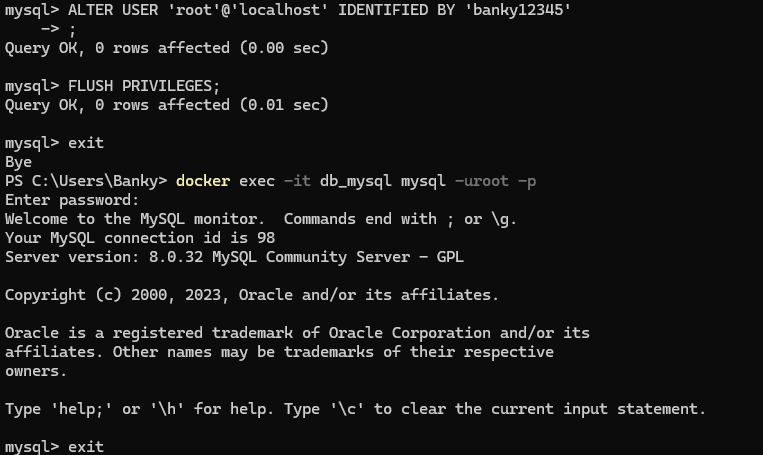 mysql> ALTER USER 'root'@'localhost' IDENTIFIED BY 'banky12345'
    -> ;
Query OK, 0 rows affected (0.00 sec)

mysql> FLUSH PRIVILEGES;
Query OK, 0 rows affected (0.01 sec)

mysql> exit
Bye
PS C:\Users\Banky> docker exec -it db_mysql mysql -uroot -p
Enter password:
Welcome to the MySQL monitor.  Commands end with ; or \g.
Your MySQL connection id is 98
Server version: 8.0.32 MySQL Community Server - GPL

Copyright (c) 2000, 2023, Oracle and/or its affiliates.

Oracle is a registered trademark of Oracle Corporation and/or its
affiliates. Other names may be trademarks of their respective
owners.

Type 'help;' or '\h' for help. Type '\c' to clear the current input statement.

mysql> exit